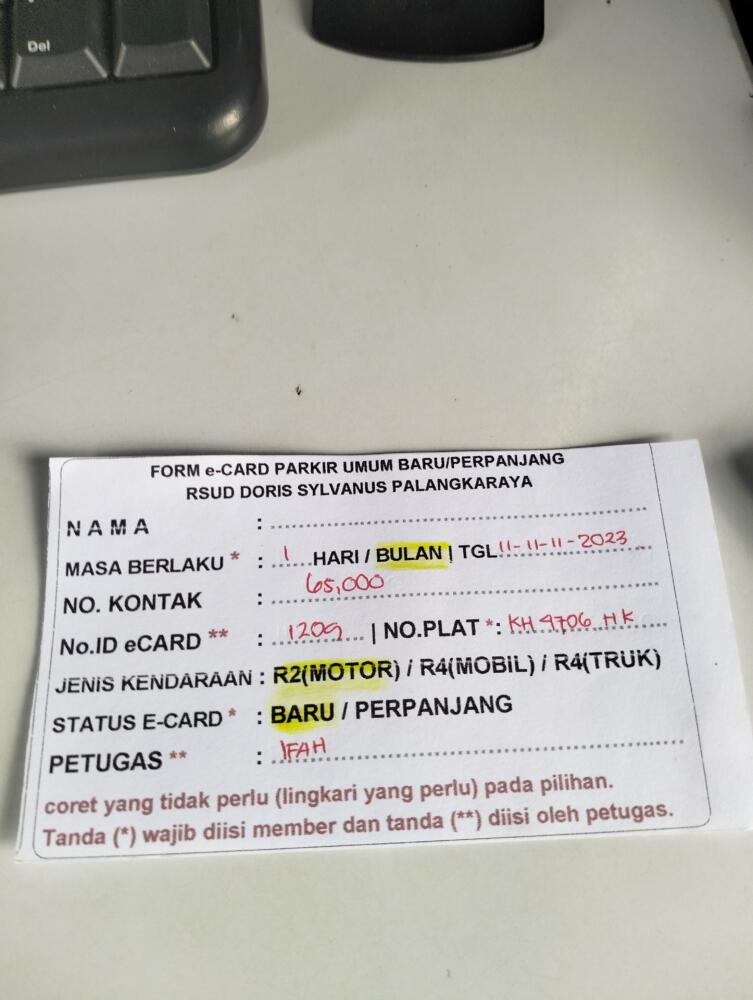 Del
FORM e-CARD PARKIR UMUM BARU/PERPANJANG
RSUD DORIS SYLVANUS PALANGKARAYA
N A M A :
MASA BERLAKU * : 1 HARI / BULAN | TGL 11-11-11-2023
NO. KONTAK : 65,000
No.ID eCARD ** : 1209 | NO.PLAT *: KH 4706 HK
JENIS KENDARAAN : R2(MOTOR) / R4(MOBIL) / R4(TRUK)
STATUS E-CARD * : BARU / PERPANJANG
PETUGAS ** : IFAH
coret yang tidak perlu (lingkari yang perlu) pada pilihan.
Tanda (*) wajib diisi member dan tanda (**) diisi oleh petugas.